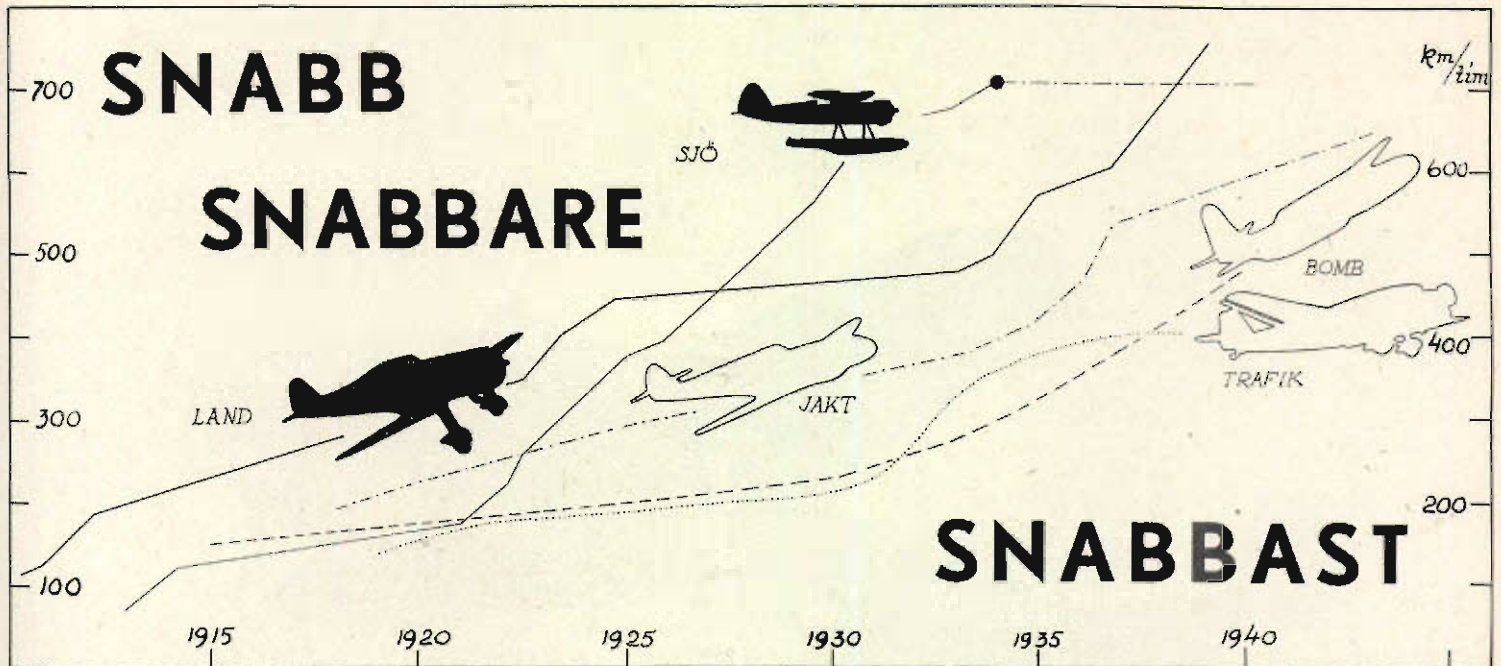 SNABB
SNABBARE
SNABBAST
km/tim
700
500
300
100
600
400
200
SJÖ
LAND
JAKT
BOMB
TRAFIK
1915
1920
1925
1930
1935
1940